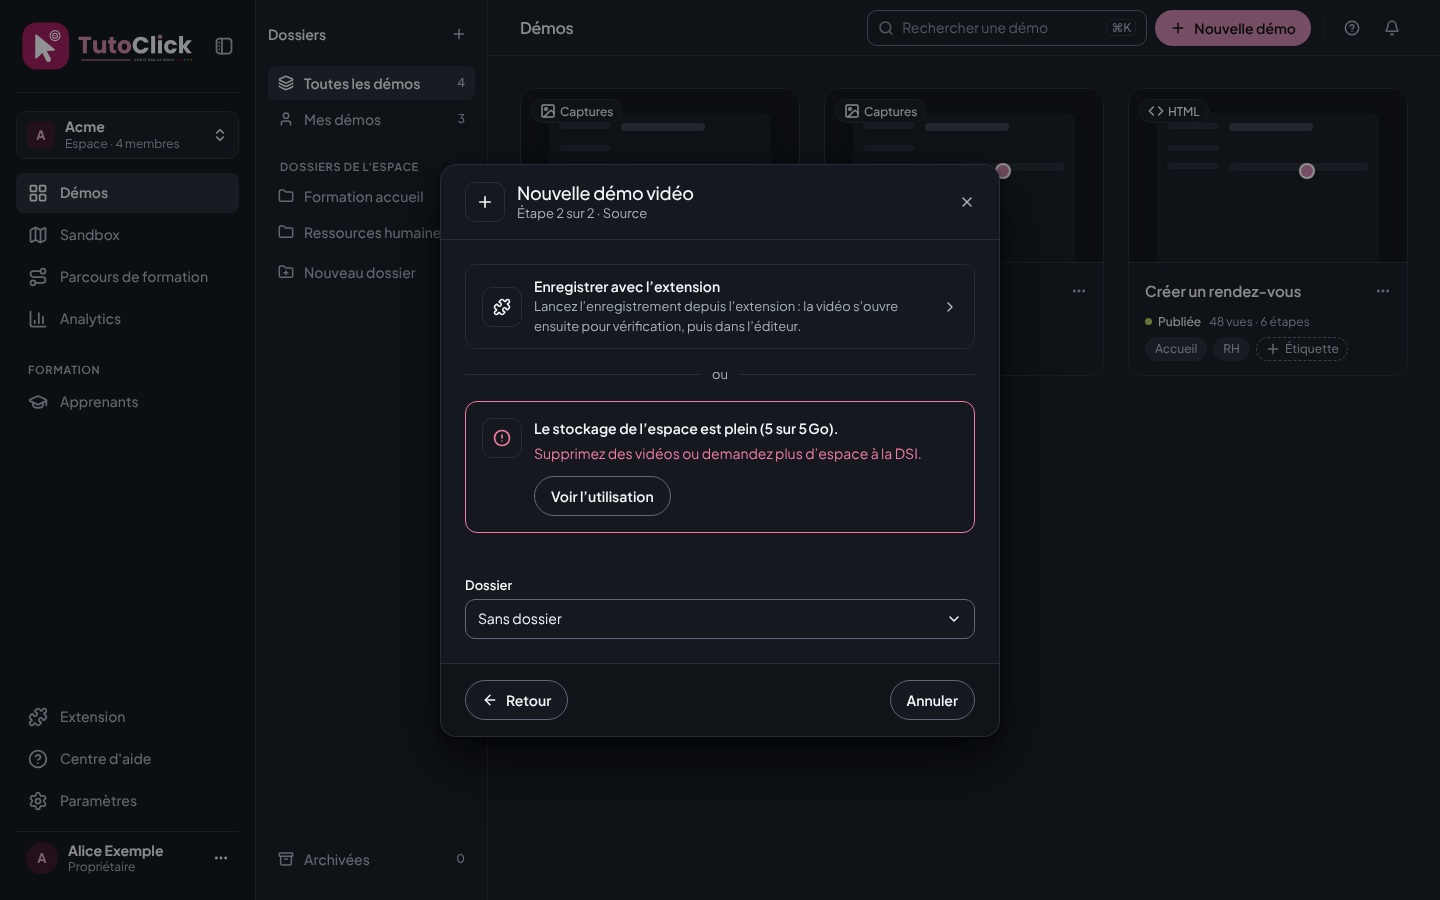 TutoClick
Acme
Espace · 4 membres
Démos
Sandbox
Parcours de formation
Analytics
FORMATION
Apprenants
Extension
Centre d'aide
Paramètres
A
Alice Exemple
Propriétaire
A
Dossiers
Toutes les démos 4
Mes démos 3
DOSSIERS DE L'ESPACE
Formation accueil
Ressources humaine
Nouveau dossier
Archivées 0
Démos
Rechercher une démo ⌘K
Nouvelle démo
Captures
Captures
HTML
Créer un rendez-vous
Publiée 48 vues · 6 étapes
Accueil RH Étiquette
Nouvelle démo vidéo
Étape 2 sur 2 · Source
Enregistrer avec l’extension
Lancez l’enregistrement depuis l’extension : la vidéo s’ouvre
ensuite pour vérification, puis dans l’éditeur.
ou
Le stockage de l’espace est plein (5 sur 5 Go).
Supprimez des vidéos ou demandez plus d’espace à la DSI.
Voir l’utilisation
Dossier
Sans dossier
Retour
Annuler